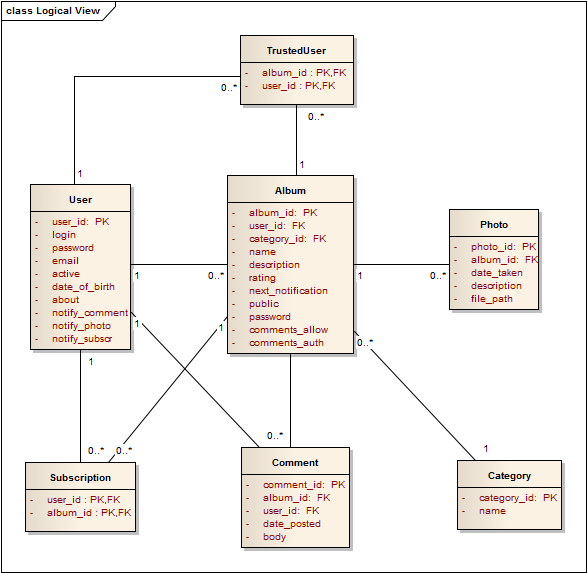 class Logical View
TrustedUser
- album_id : PK,FK
- user_id : PK,FK
0..*
0..*
1
1
User
- user_id: PK
- login
- password
- email
- active
- date_of_birth
- about
- notify_comment
- notify_photo
- notify_subscr
Album
- album_id: PK
- user_id: FK
- category_id: FK
- name
- description
- rating
- next_notification
- public
- password
- comments_allow
- comments_auth
Photo
- photo_id: PK
- album_id: FK
- date_taken
- description
- file_path
1
0..*
1
0..*
1
1
0..*
1
0..*
0..*
0..*
1
Subscription
- user_id : PK,FK
- album_id : PK,FK
Comment
- comment_id: PK
- album_id: FK
- user_id: FK
- date_posted
- body
Category
- category_id: PK
- name